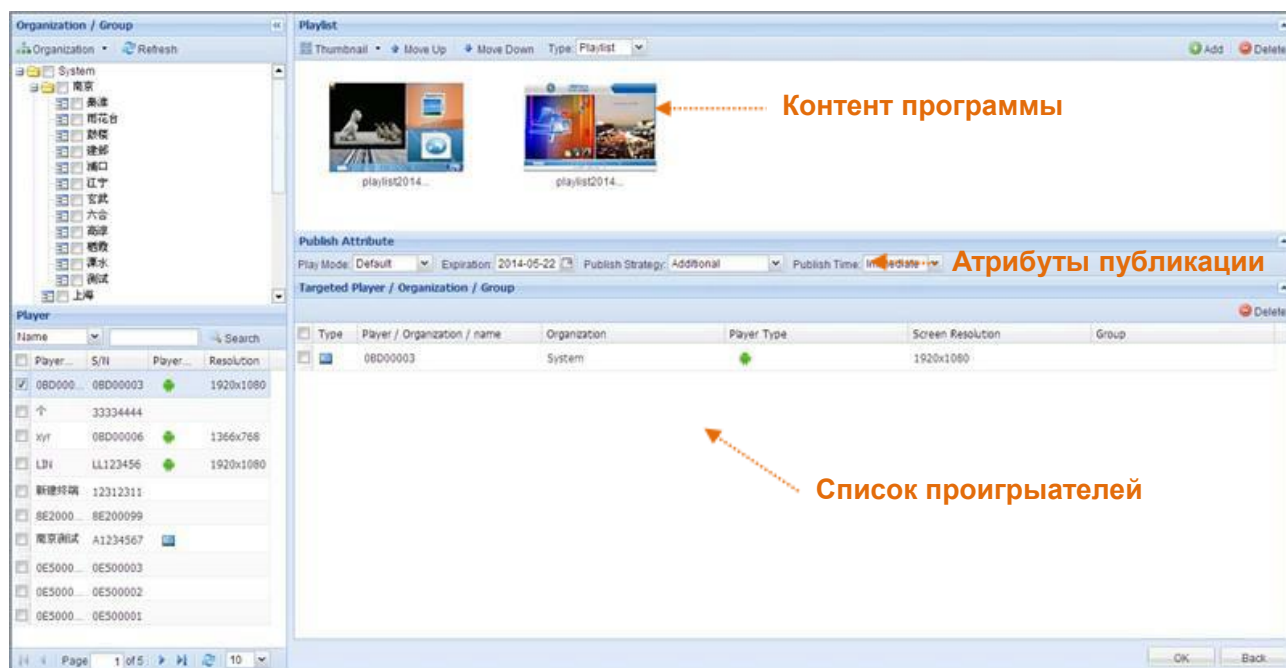 Organization / Group
Organization Refresh
System
南京
秦淮
雨花台
鼓楼
建邺
浦口
江宁
玄武
六合
高淳
栖霞
溧水
测试
上海
Player
Name Search
Player... S/N Player... Resolution
0BD000... 0BD00003 1920x1080
个 33334444
xyr 0BD00006 1366x768
LIN LL123456 1920x1080
新建终端 12312311
8E2000... 8E200099
南京测试 A1234567
0E5000... 0E500003
0E5000... 0E500002
0E5000... 0E500001
Page 1 of 5 10
Playlist
Thumbnail Move Up Move Down Type: Playlist Add Delete
Контент программы
playlist2014... playlist2014...
Publish Attribute
Play Mode: Default Expiration: 2014-05-22 Publish Strategy: Additional Publish Time: Immediate
Атрибуты публикации
Targeted Player / Organization / Group
Delete
Type Player / Organization / name Organization Player Type Screen Resolution Group
0BD00003 System 1920x1080
Список проигрыателей
OK Back